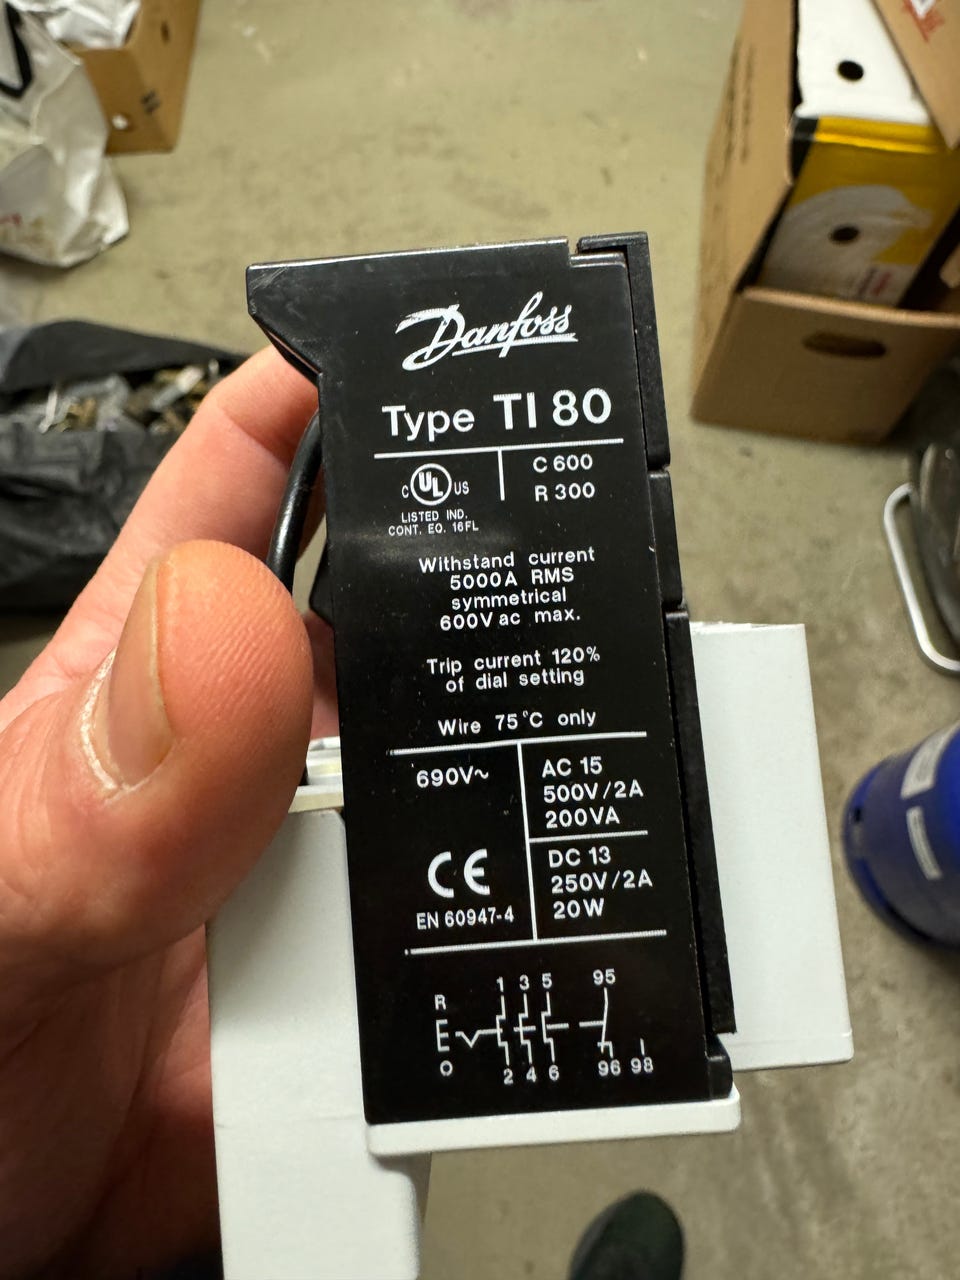 Danfoss
Type TI 80
C UL US
LISTED IND.
CONT. EQ. 16FL
C 600
R 300
Withstand current
5000A RMS
symmetrical
600V ac max.
Trip current 120%
of dial setting
Wire 75°C only
690V~
CE
EN 60947-4
AC 15
500V/2A
200VA
DC 13
250V/2A
20W
1 3 5 95
R
E
O
2 4 6 96 98